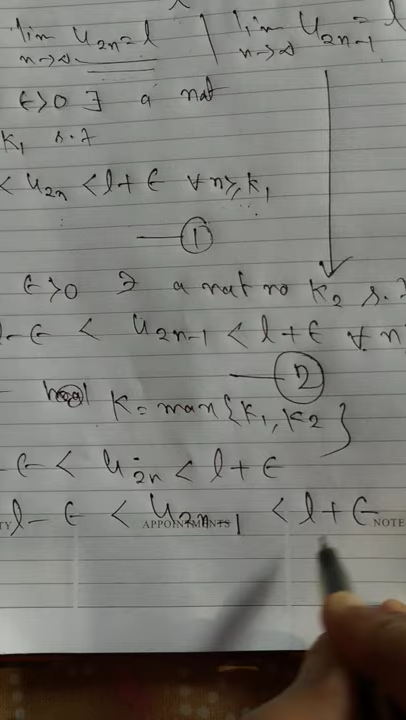 lim u₂ₙ = l | lim u₂ₙ₋₁ = l
n→∞ n→∞
ε>0 ∃ a nat
k₁ s.t
< u₂ₙ < l+ε ∀ n≥k₁
—①
ε>0 ∃ a nat no k₂ s.t
l-ε < u₂ₙ₋₁ < l+ε ∀ n
—②
k = max{k₁, k₂}
-ε < u₂ₙ < l+ε
l-ε < u₂ₙ₋₁ < l+ε
APPOINTMENTS NOTE